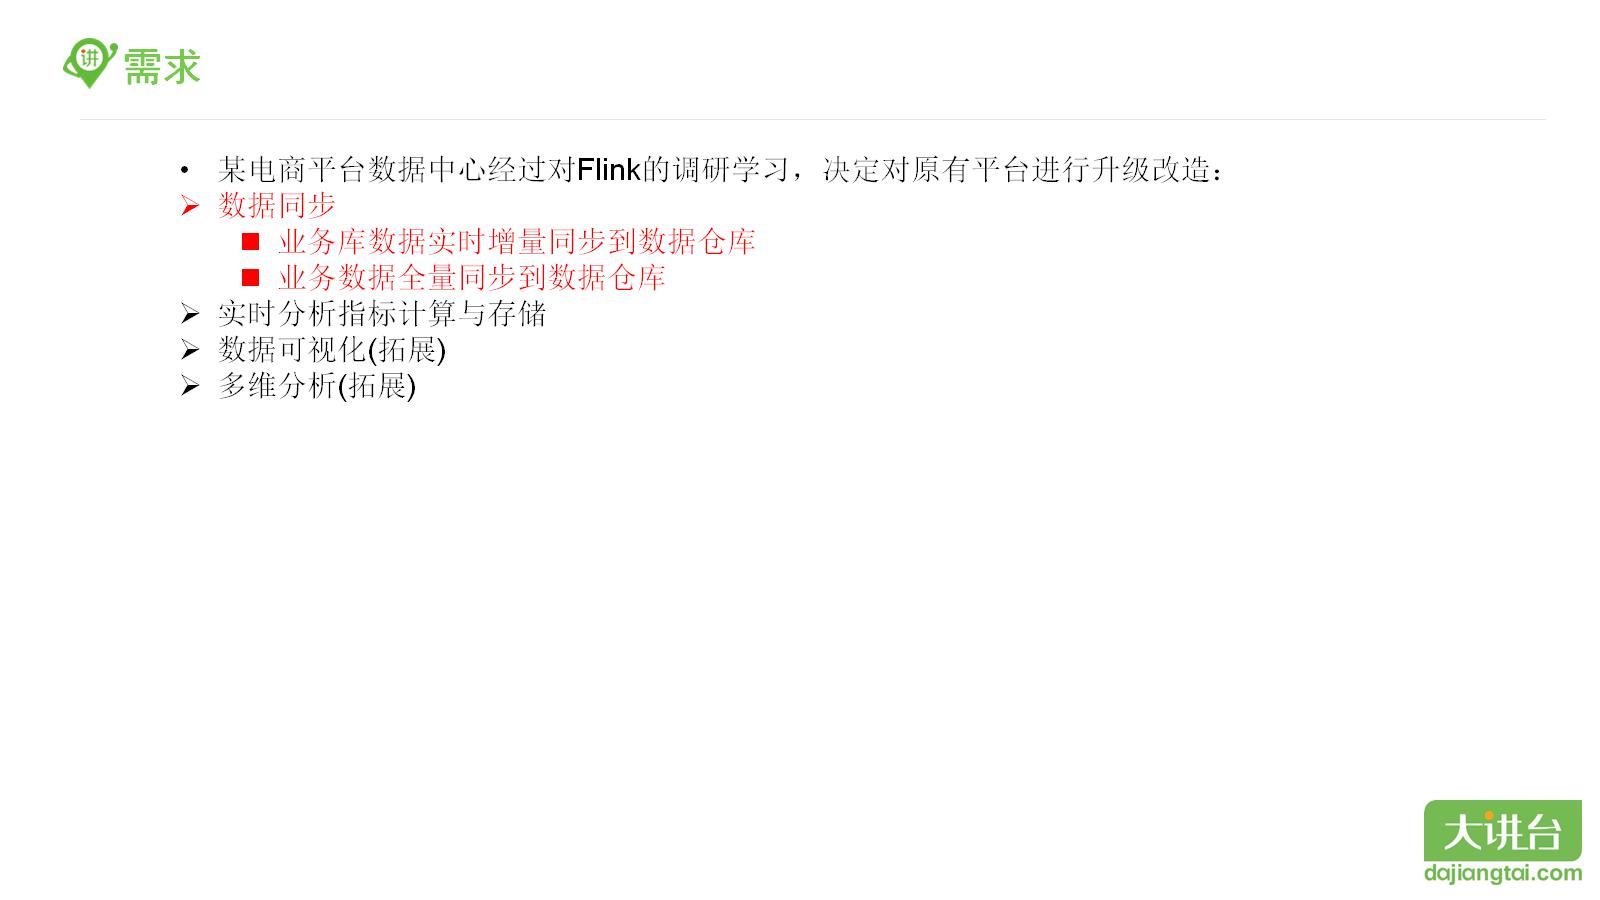 讲
需求
• 某电商平台数据中心经过对Flink的调研学习，决定对原有平台进行升级改造：
➢ 数据同步
■ 业务库数据实时增量同步到数据仓库
■ 业务数据全量同步到数据仓库
➢ 实时分析指标计算与存储
➢ 数据可视化(拓展)
➢ 多维分析(拓展)
大讲台
dajiangtai.com